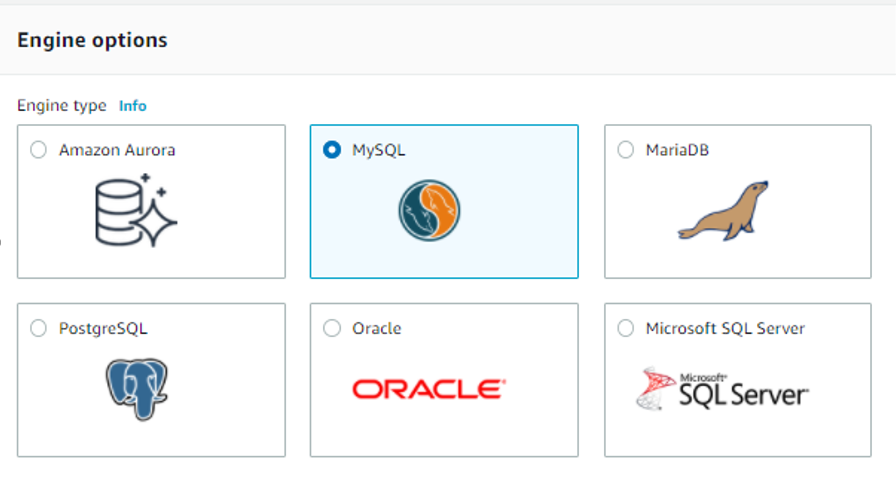 Engine options
Engine type Info
Amazon Aurora
MySQL
MariaDB
PostgreSQL
Oracle
Microsoft SQL Server
ORACLE®
Microsoft®
SQL Server